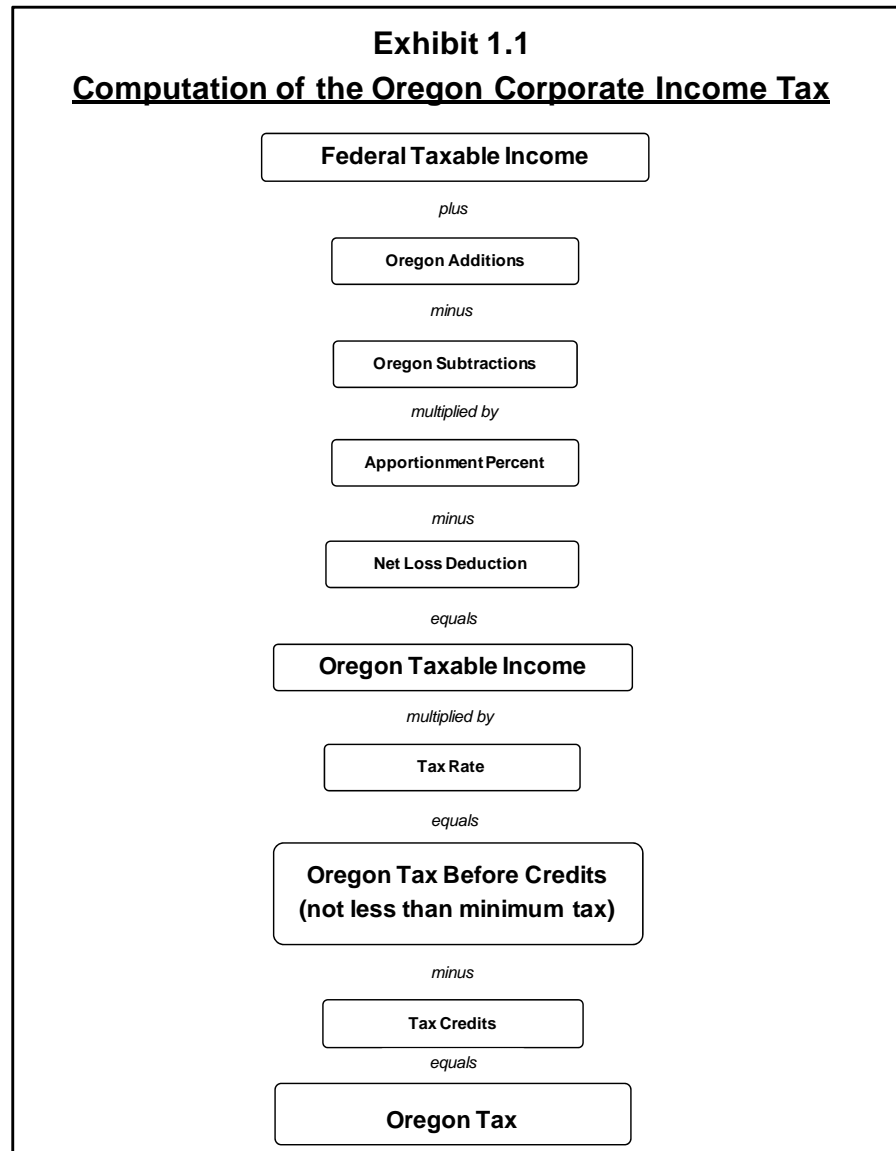 Exhibit 1.1
Computation of the Oregon Corporate Income Tax
Federal Taxable Income
plus
Oregon Additions
minus
Oregon Subtractions
multiplied by
Apportionment Percent
minus
Net Loss Deduction
equals
Oregon Taxable Income
multiplied by
Tax Rate
equals
Oregon Tax Before Credits
(not less than minimum tax)
minus
Tax Credits
equals
Oregon Tax